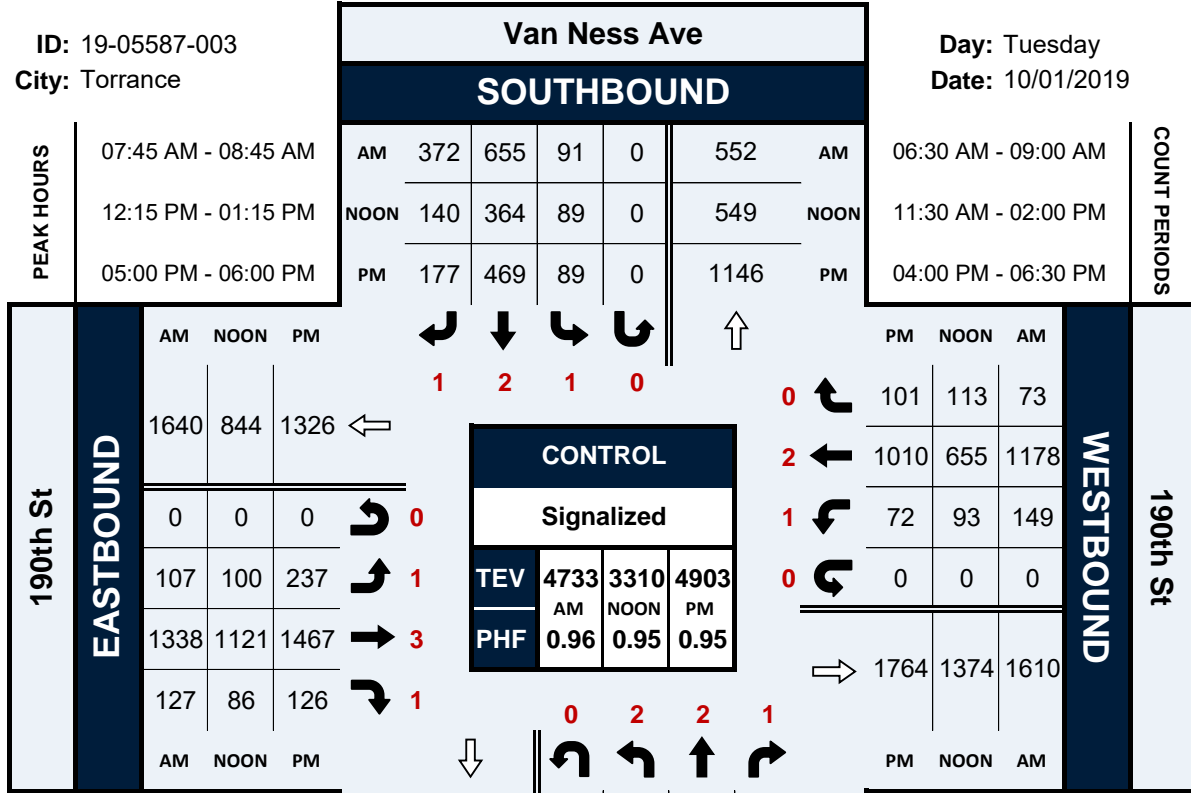 Van Ness Ave
ID: 19-05587-003
Day: Tuesday
City: Torrance
Date: 10/01/2019
SOUTHBOUND
PEAK HOURS
07:45 AM - 08:45 AM
AM 372 655 91 0 552 AM
06:30 AM - 09:00 AM
COUNT PERIODS
12:15 PM - 01:15 PM
NOON 140 364 89 0 549 NOON
11:30 AM - 02:00 PM
05:00 PM - 06:00 PM
PM 177 469 89 0 1146 PM
04:00 PM - 06:30 PM
190th St
EASTBOUND
AM NOON PM
1640 844 1326
0 0 0 0
107 100 237 1
1338 1121 1467 3
127 86 126 1
AM NOON PM
1 2 1 0
CONTROL
Signalized
TEV 4733 3310 4903
AM NOON PM
PHF 0.96 0.95 0.95
0 2 2 1
PM NOON AM
0 101 113 73
2 1010 655 1178
1 72 93 149
0 0 0 0
1764 1374 1610
PM NOON AM
WESTBOUND
190th St